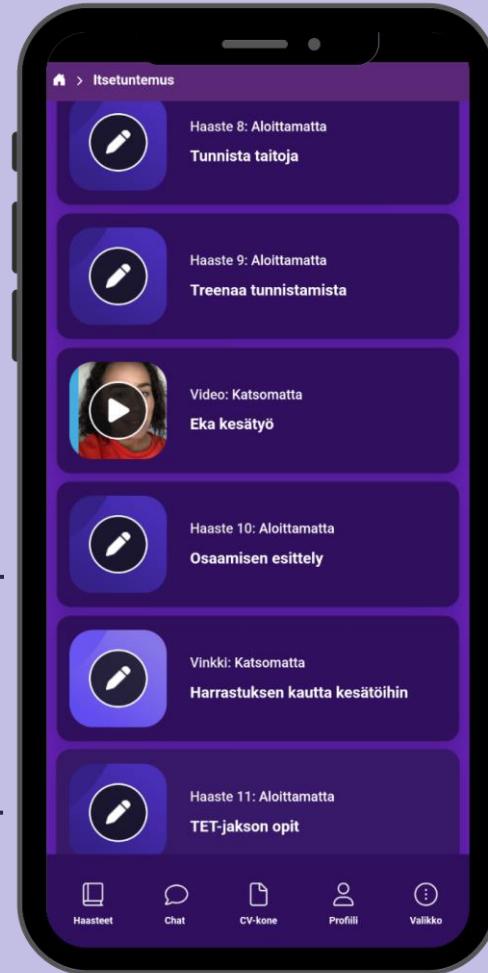 > Itsetuntemus
Haaste 8: Aloittamatta
Tunnista taitoja
Haaste 9: Aloittamatta
Treenaa tunnistamista
Video: Katsomatta
Eka kesätyö
Haaste 10: Aloittamatta
Osaamisen esittely
Vinkki: Katsomatta
Harrastuksen kautta kesätöihin
Haaste 11: Aloittamatta
TET-jakson opit
Haasteet Chat CV-kone Profiili Valikko